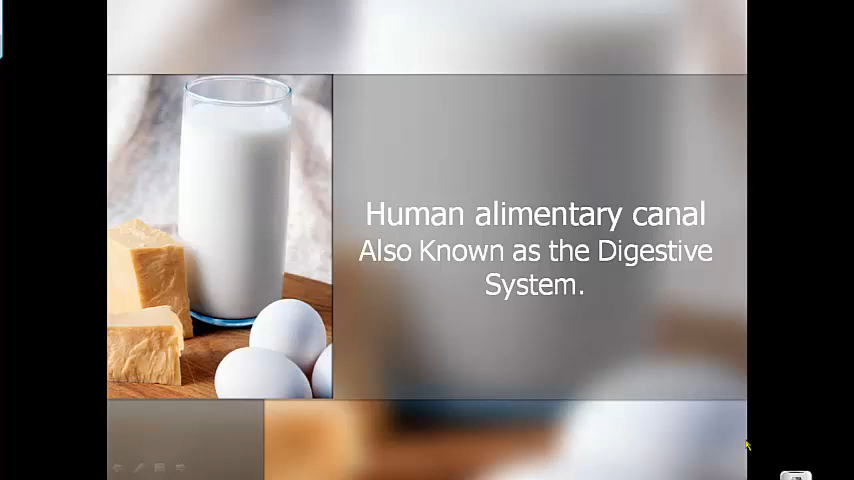 Human alimentary canal
Also Known as the Digestive
System.